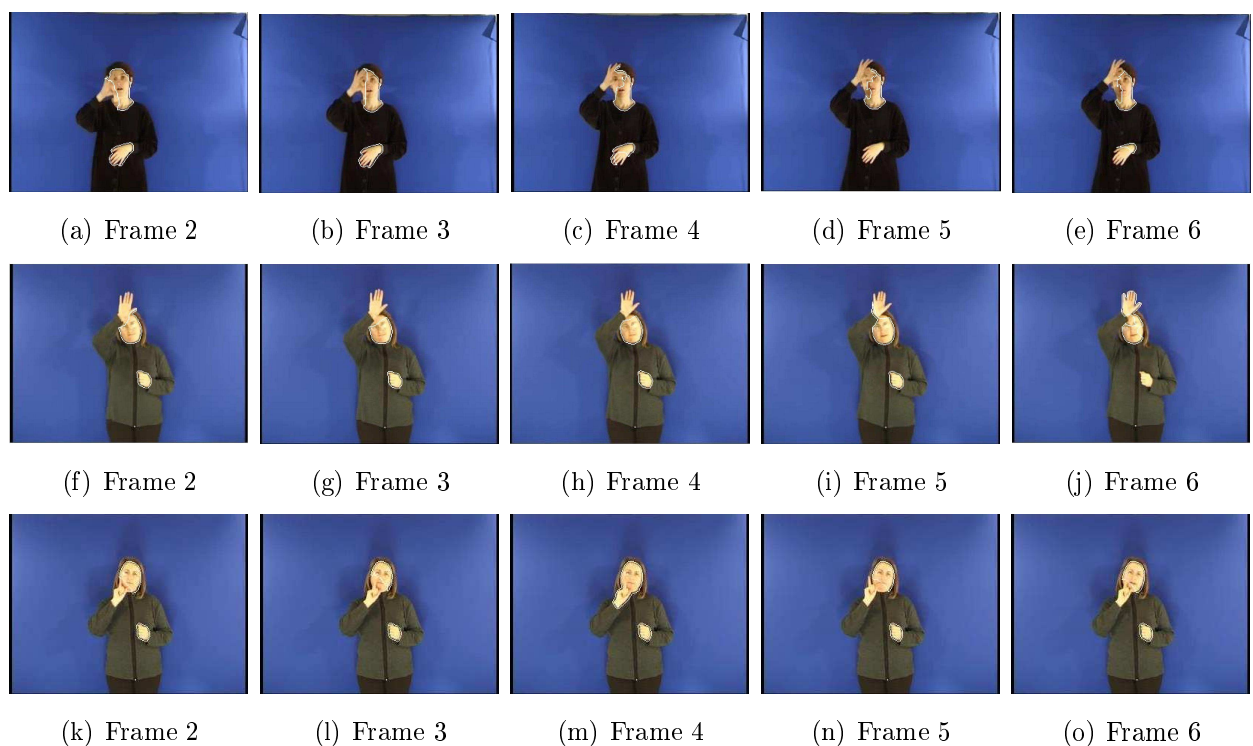 (a) Frame 2 (b) Frame 3 (c) Frame 4 (d) Frame 5 (e) Frame 6
(f) Frame 2 (g) Frame 3 (h) Frame 4 (i) Frame 5 (j) Frame 6
(k) Frame 2 (l) Frame 3 (m) Frame 4 (n) Frame 5 (o) Frame 6